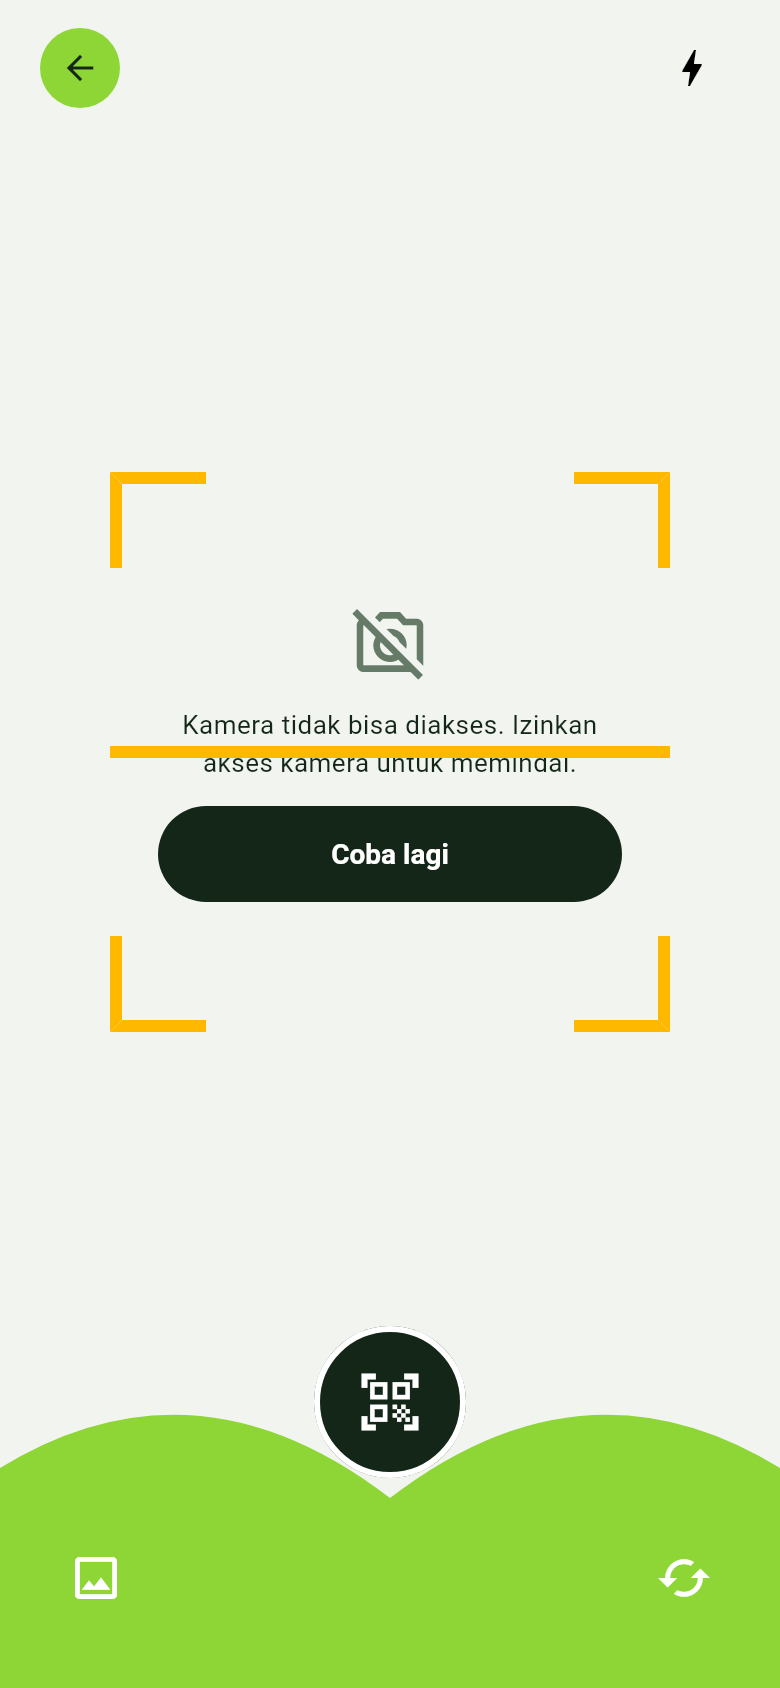 Kamera tidak bisa diakses. Izinkan
akses kamera untuk memindai.
Coba lagi